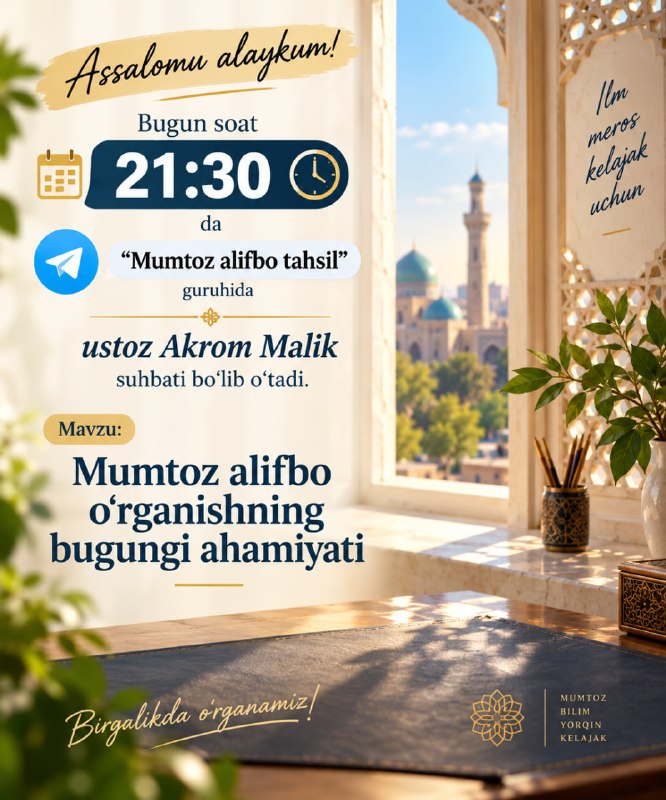 Assalomu alaykum!
Bugun soat
21:30
da
“Mumtoz alifbo tahsil”
guruhida
ustoz Akrom Malik
suhbati bo‘lib o‘tadi.
Mavzu:
Mumtoz alifbo
o‘rganishning
bugungi ahamiyati
Ilm
meros
kelajak
uchun
Birgalikda o‘rganamiz!
MUMTOZ
BILIM
YORQIN
KELAJAK